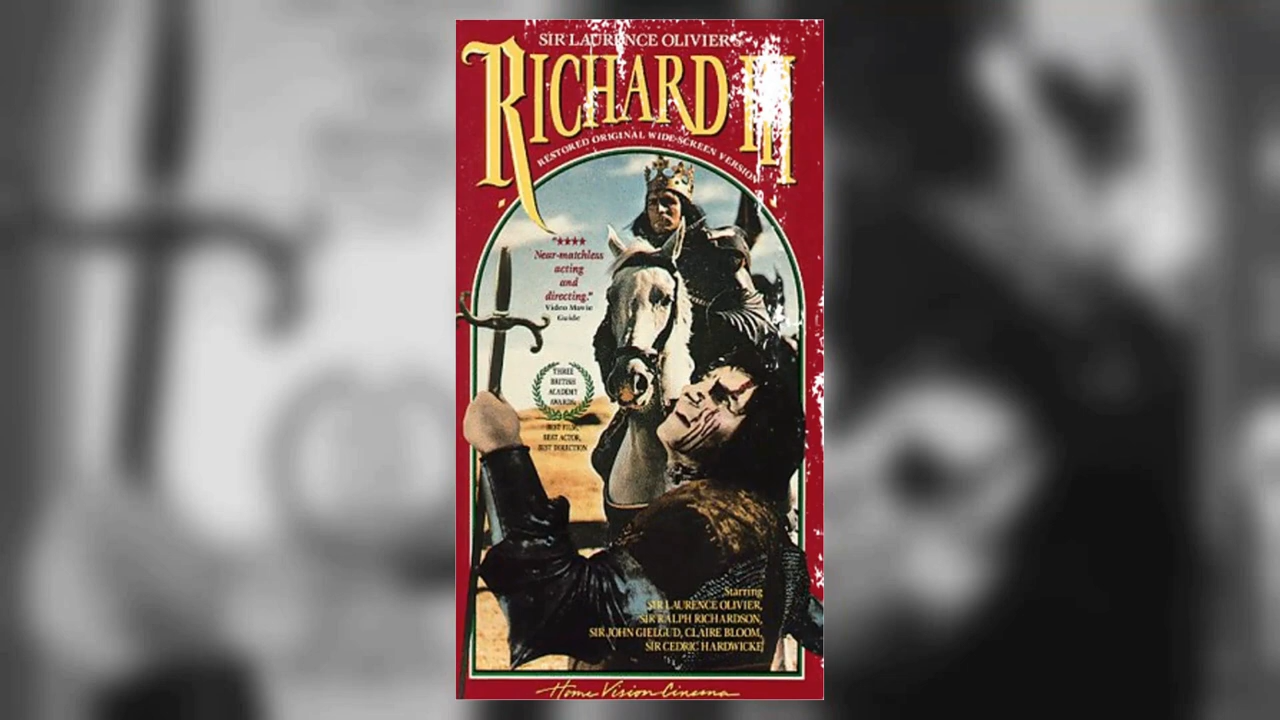 SIR LAURENCE OLIVIER'S
RICHARD III
RESTORED ORIGINAL WIDE-SCREEN VERSION
"★★★★
Near-matchless
acting
and
directing."
Video Movie
Guide
THREE
BRITISH
ACADEMY
AWARDS:
BEST FILM,
BEST ACTOR,
BEST DIRECTION
Starring
SIR LAURENCE OLIVIER,
SIR RALPH RICHARDSON,
SIR JOHN GIELGUD, CLAIRE BLOOM,
SIR CEDRIC HARDWICKE
Home Vision Cinema